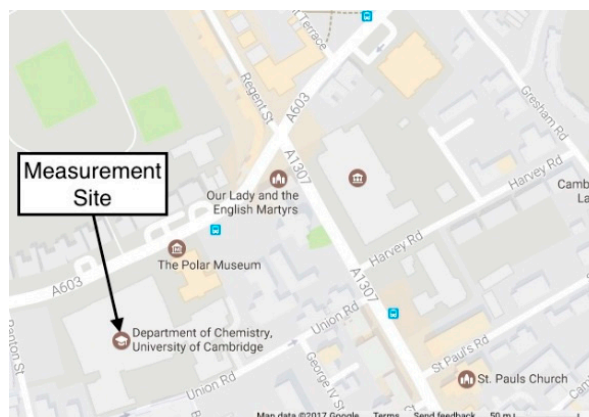 Terrace
Regent St
A603
Gresham Rd
Measurement
Site
A1307
Our Lady and the
English Martyrs
Harvey Rd
Camb
La
The Polar Museum
Harvey Rd
A603
A1307
Union Rd
Department of Chemistry,
University of Cambridge
St Paul's Rd
Union Rd
St. Pauls Church
Map data ©2017 Google Terms Send feedback 50 m